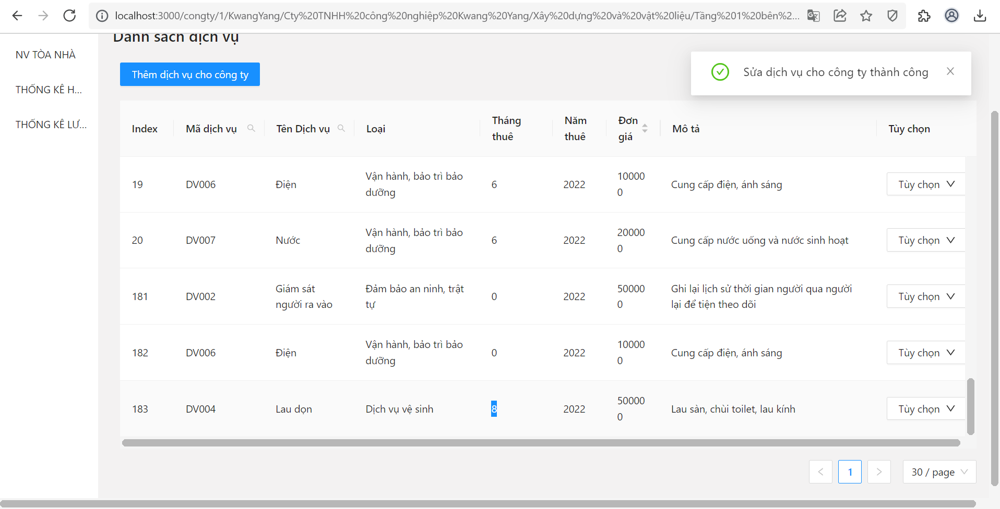 localhost:3000/congty/1/KwangYang/Cty%20TNHH%20công%20nghiệp%20Kwang%20Yang/Xây%20dựng%20và%20vật%20liệu/Tầng%201%20bên%2...
Danh sách dịch vụ
NV TÒA NHÀ
THỐNG KÊ H...
THỐNG KÊ LƯ...
Thêm dịch vụ cho công ty
Sửa dịch vụ cho công ty thành công
Index Mã dịch vụ Tên Dịch vụ Loại Tháng thuê Năm thuê Đơn giá Mô tả Tùy chọn
19 DV006 Điện Vận hành, bảo trì bảo dưỡng 6 2022 100000 Cung cấp điện, ánh sáng Tùy chọn
20 DV007 Nước Vận hành, bảo trì bảo dưỡng 6 2022 200000 Cung cấp nước uống và nước sinh hoạt Tùy chọn
181 DV002 Giám sát người ra vào Đảm bảo an ninh, trật tự 0 2022 500000 Ghi lại lịch sử thời gian người qua người lại để tiện theo dõi Tùy chọn
182 DV006 Điện Vận hành, bảo trì bảo dưỡng 0 2022 100000 Cung cấp điện, ánh sáng Tùy chọn
183 DV004 Lau dọn Dịch vụ vệ sinh 8 2022 500000 Lau sàn, chùi toilet, lau kính Tùy chọn
1
30 / page